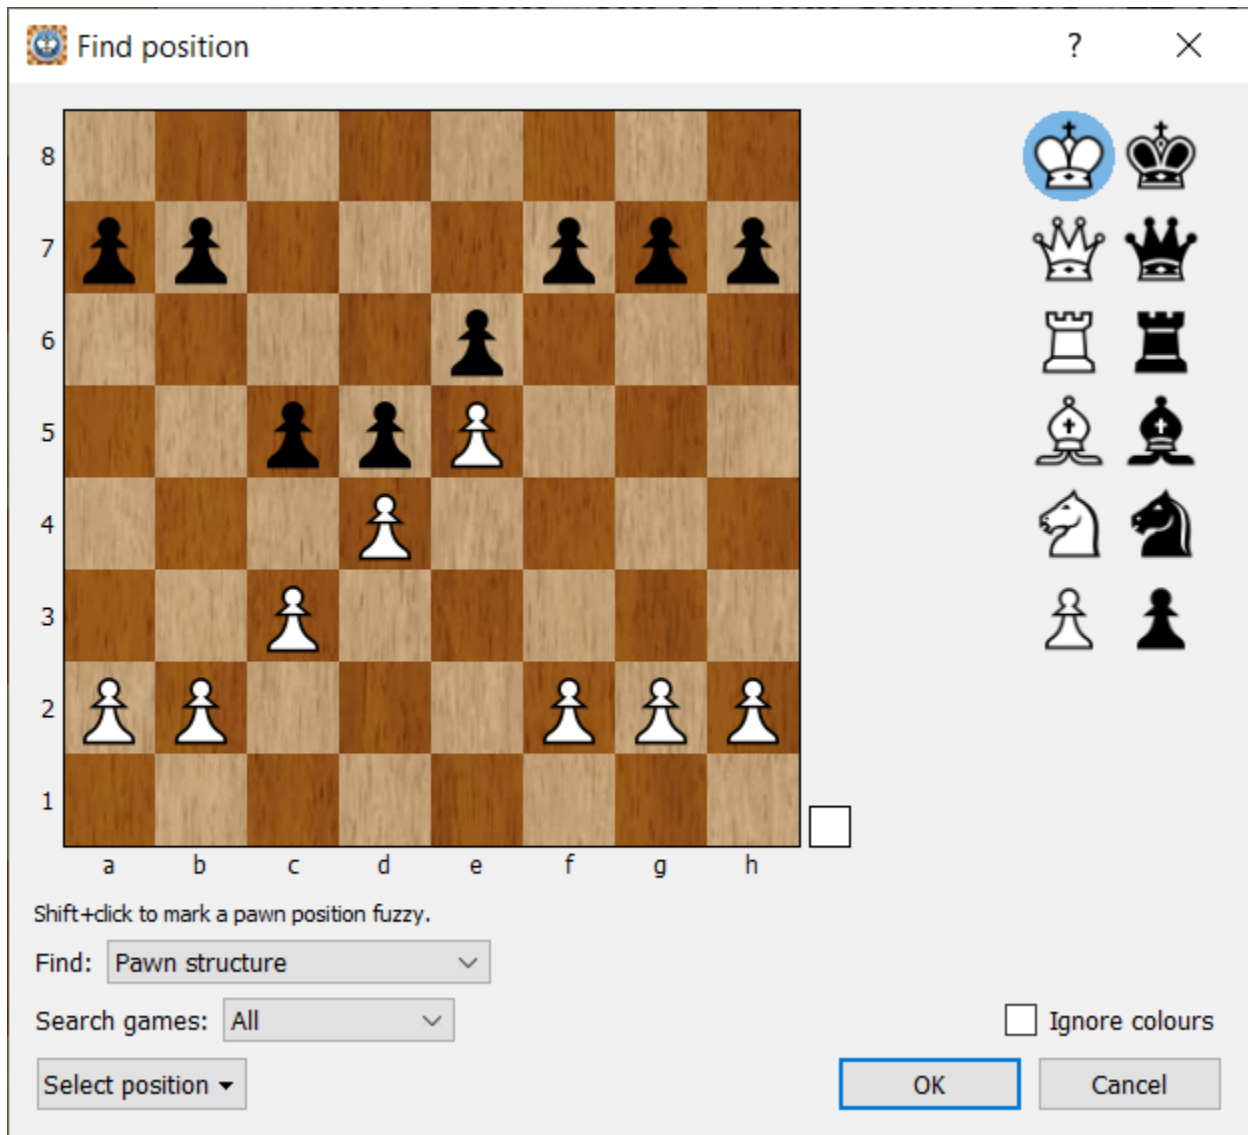 Find position
?
8
7
6
5
4
3
2
1
a b c d e f g h
Shift+click to mark a pawn position fuzzy.
Find: Pawn structure
Search games: All
Ignore colours
Select position
OK
Cancel